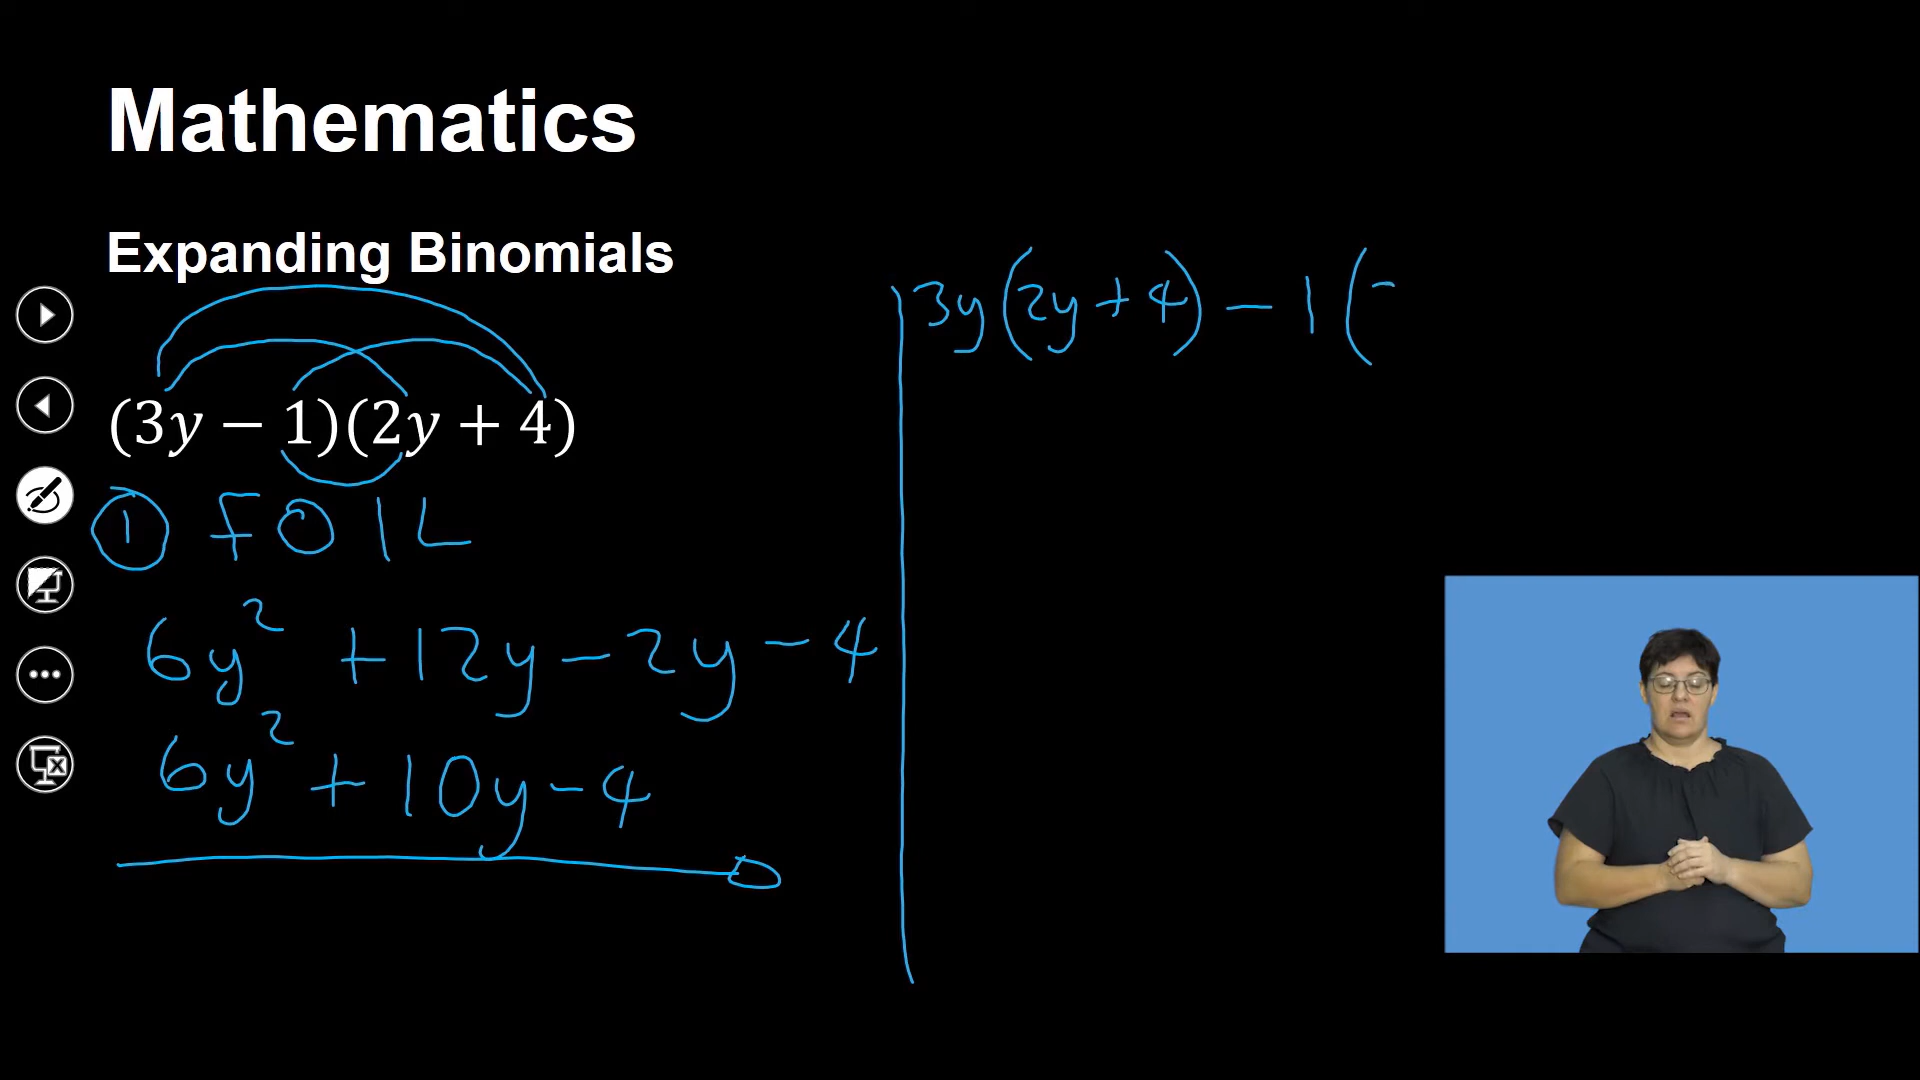 Mathematics
Expanding Binomials
(3y − 1)(2y + 4)
① FOIL
6y² + 12y − 2y − 4
6y² + 10y − 4
3y(2y + 4) − 1(